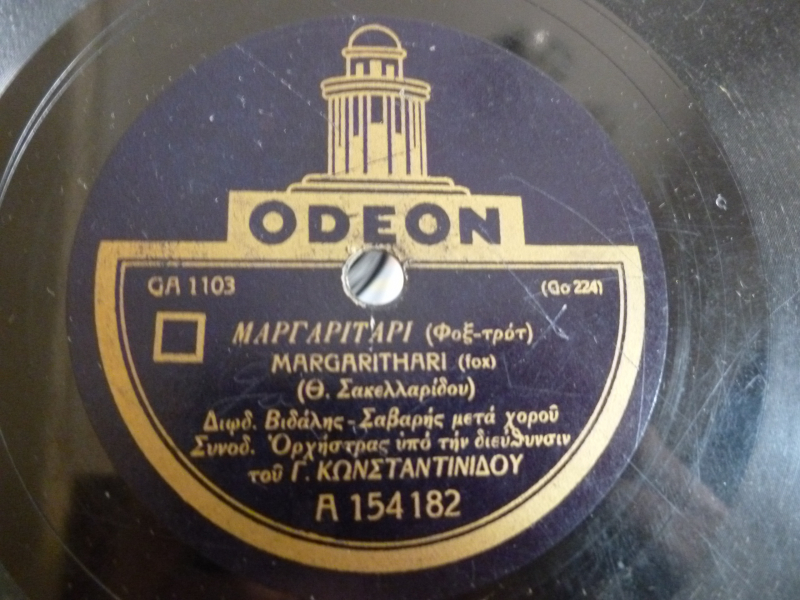 ODEON
GA 1103
(Go 224)
ΜΑΡΓΑΡΙΤΑΡΙ (Φοξ-τρότ)
MARGARITHARI (fox)
(Θ. Σακελλαρίδου)
Διῳδ. Βιδάλης - Σαβαρῆς μετά χοροῦ
Συνοδ. Ὀρχήστρας ὑπό τήν διεύθυνσιν
τοῦ Γ. ΚΩΝΣΤΑΝΤΙΝΙΔΟΥ
A 154182